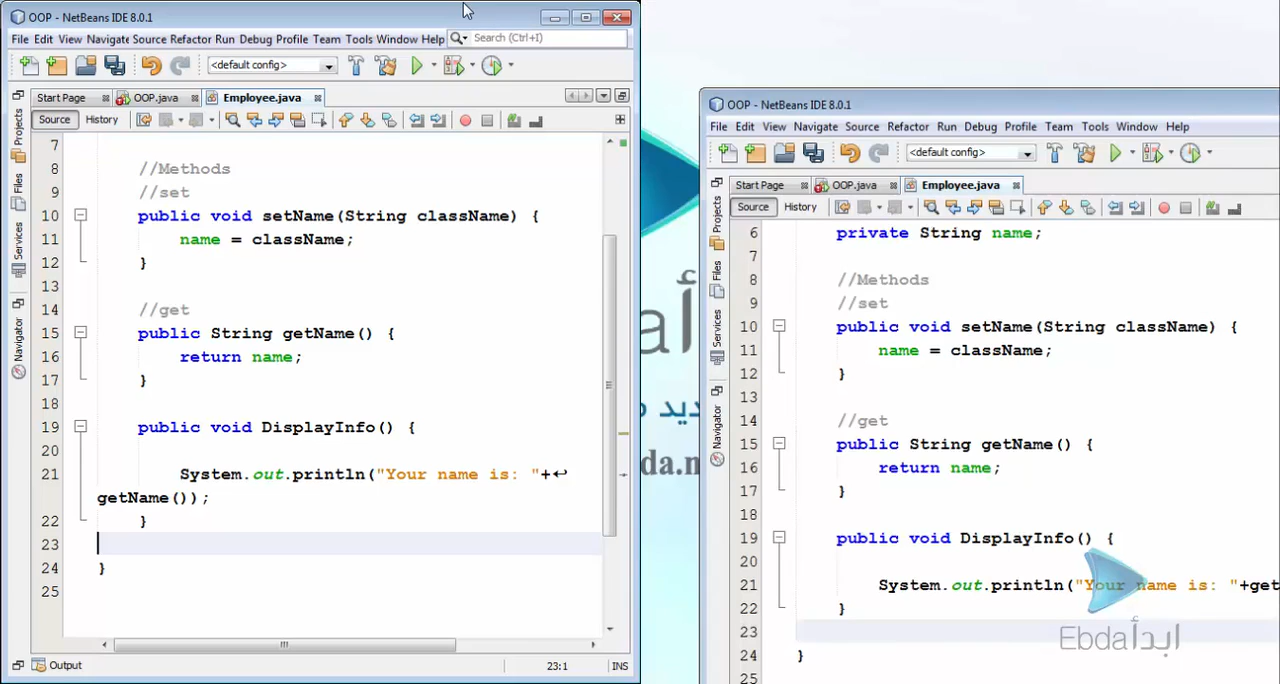 OOP - NetBeans IDE 8.0.1
File Edit View Navigate Source Refactor Run Debug Profile Team Tools Window Help
Search (Ctrl+I)
<default config>
Start Page OOP.java Employee.java
Source History
Projects
Files
Services
Navigator
7
8 //Methods
9 //set
10 public void setName(String className) {
11 name = className;
12 }
13
14 //get
15 public String getName() {
16 return name;
17 }
18
19 public void DisplayInfo() {
20
21 System.out.println("Your name is: "+↩
getName());
22 }
23
24 }
25
Output
23:1 INS
OOP - NetBeans IDE 8.0.1
File Edit View Navigate Source Refactor Run Debug Profile Team Tools Window Help
<default config>
Start Page OOP.java Employee.java
Source History
Projects
Files
Services
Navigator
6 private String name;
7
8 //Methods
9 //set
10 public void setName(String className) {
11 name = className;
12 }
13
14 //get
15 public String getName() {
16 return name;
17 }
18
19 public void DisplayInfo() {
20
21 System.out.println("Your name is: "+get
22 }
23
24 }
25
Ebda ابدأ